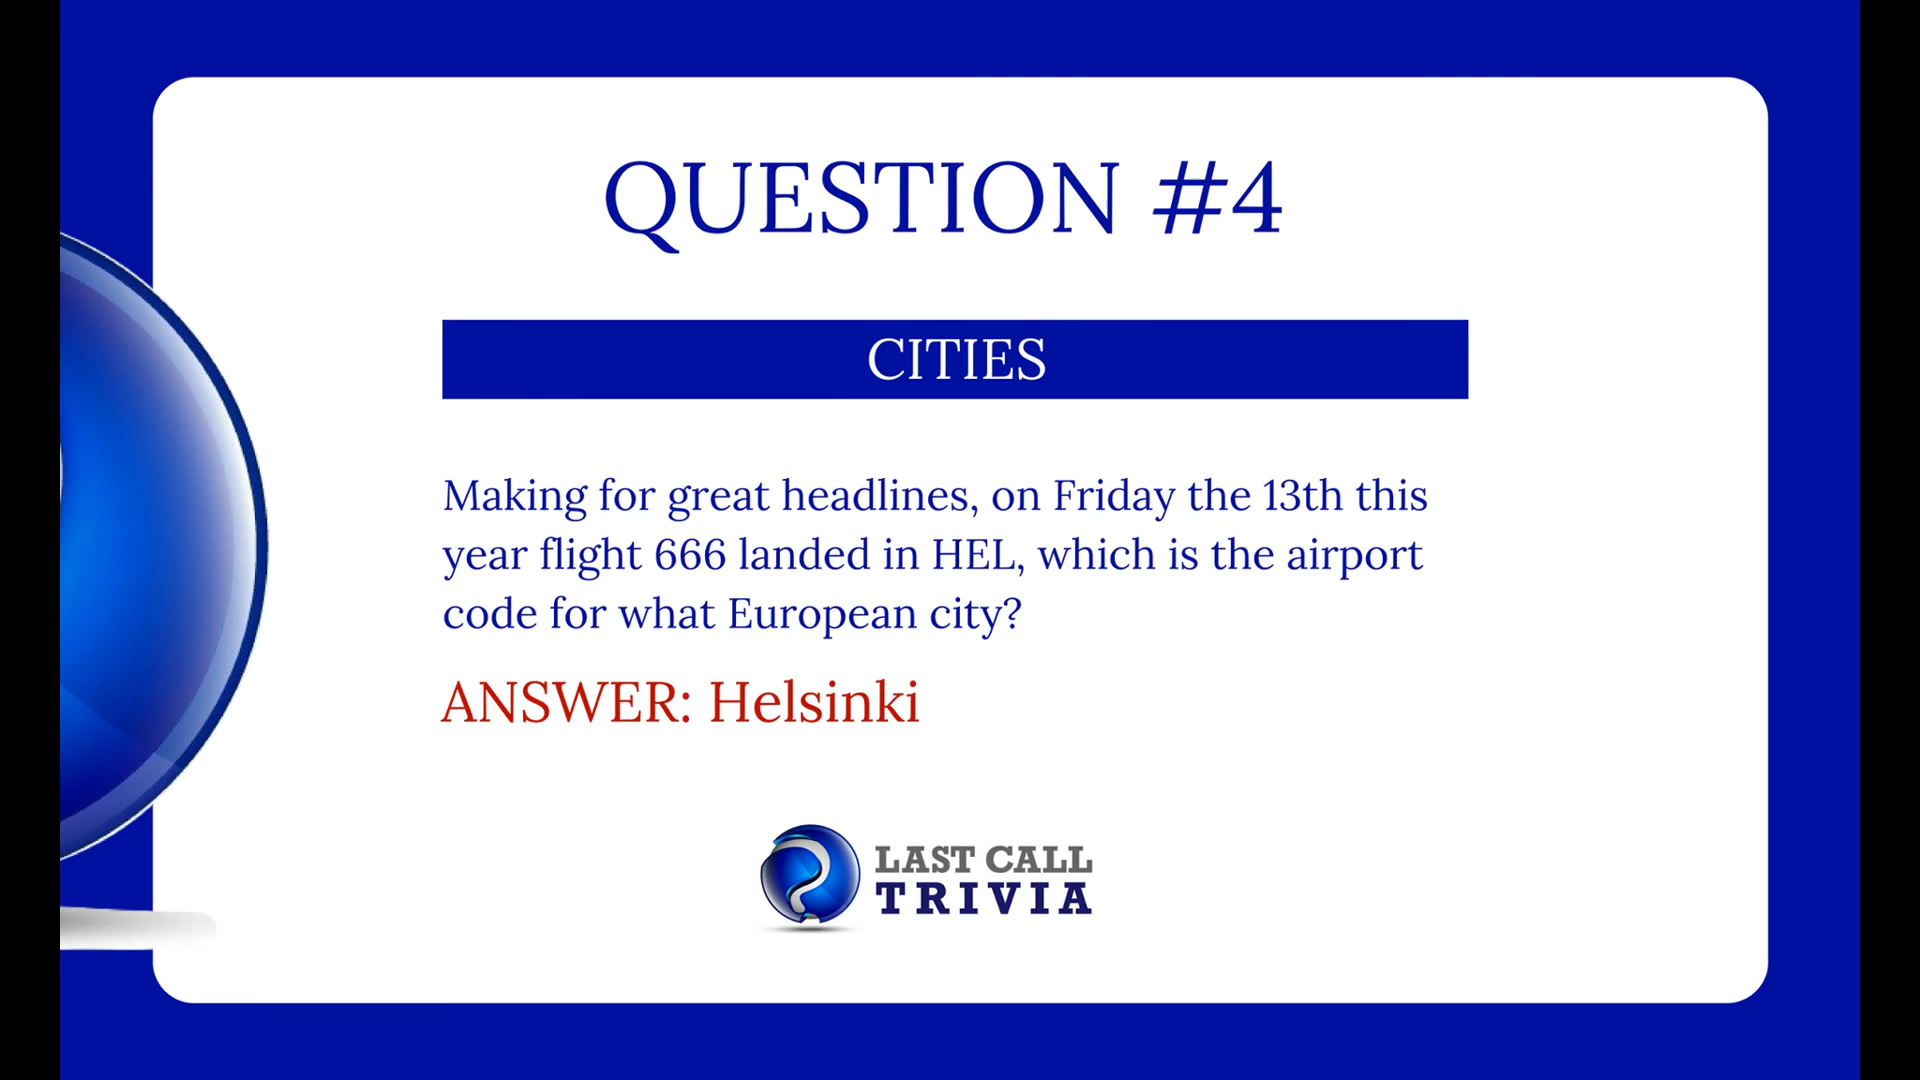 QUESTION #4
CITIES
Making for great headlines, on Friday the 13th this
year flight 666 landed in HEL, which is the airport
code for what European city?
ANSWER: Helsinki
LAST CALL
TRIVIA